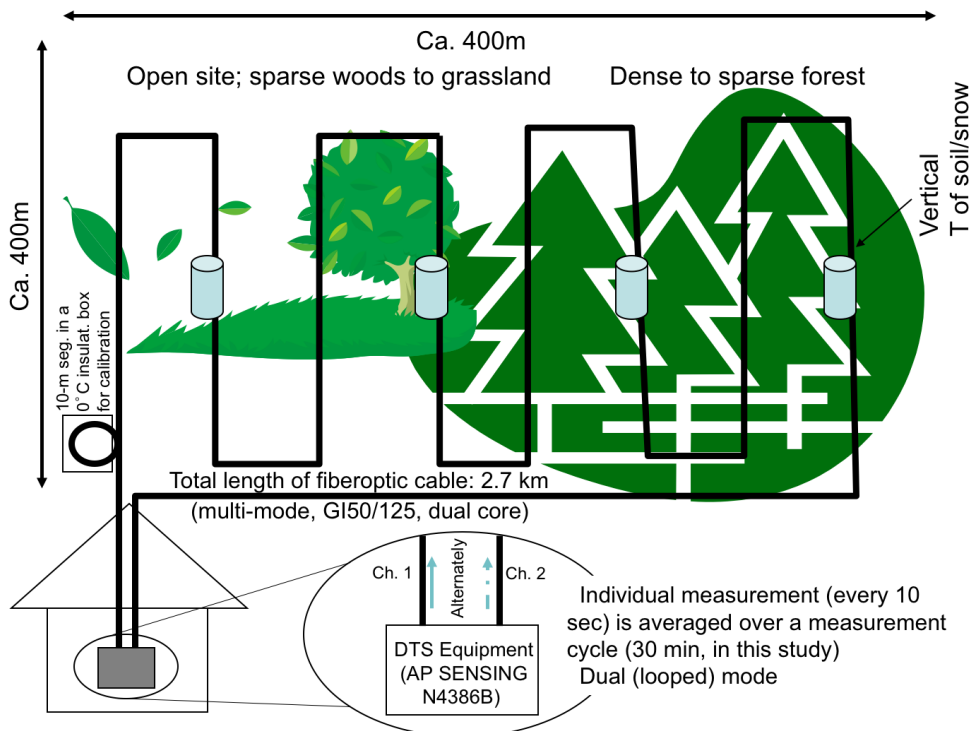 Ca. 400m
Open site; sparse woods to grassland
Dense to sparse forest
Ca. 400m
Vertical
T of soil/snow
10-m seg. in a
0°C insulat. box
for calibration
Total length of fiberoptic cable: 2.7 km
(multi-mode, GI50/125, dual core)
Ch. 1
Alternately
Ch. 2
DTS Equipment
(AP SENSING
N4386B)
Individual measurement (every 10
sec) is averaged over a measurement
cycle (30 min, in this study)
Dual (looped) mode